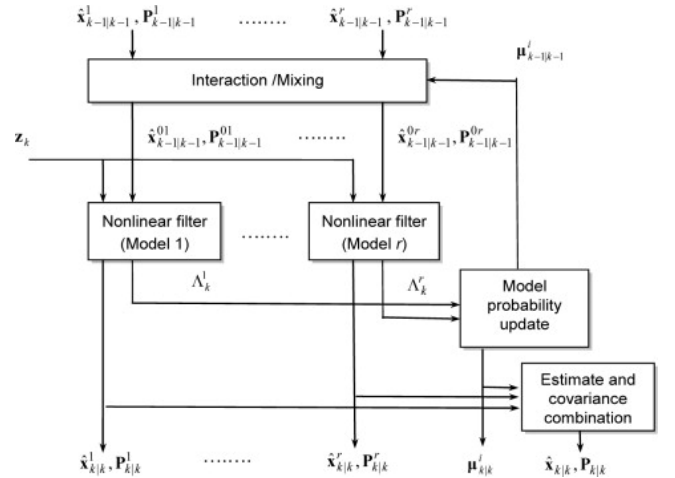 x̂¹ₖ₋₁|ₖ₋₁, P¹ₖ₋₁|ₖ₋₁ ........ x̂ʳₖ₋₁|ₖ₋₁, Pʳₖ₋₁|ₖ₋₁
μⁱₖ₋₁|ₖ₋₁
Interaction /Mixing
zₖ
x̂⁰¹ₖ₋₁|ₖ₋₁, P⁰¹ₖ₋₁|ₖ₋₁ ........ x̂⁰ʳₖ₋₁|ₖ₋₁, P⁰ʳₖ₋₁|ₖ₋₁
Nonlinear filter
(Model 1)
........
Nonlinear filter
(Model r)
Λ¹ₖ
Λʳₖ
Model
probability
update
Estimate and
covariance
combination
x̂¹ₖ|ₖ, P¹ₖ|ₖ ........ x̂ʳₖ|ₖ, Pʳₖ|ₖ μⁱₖ|ₖ x̂ₖ|ₖ, Pₖ|ₖ